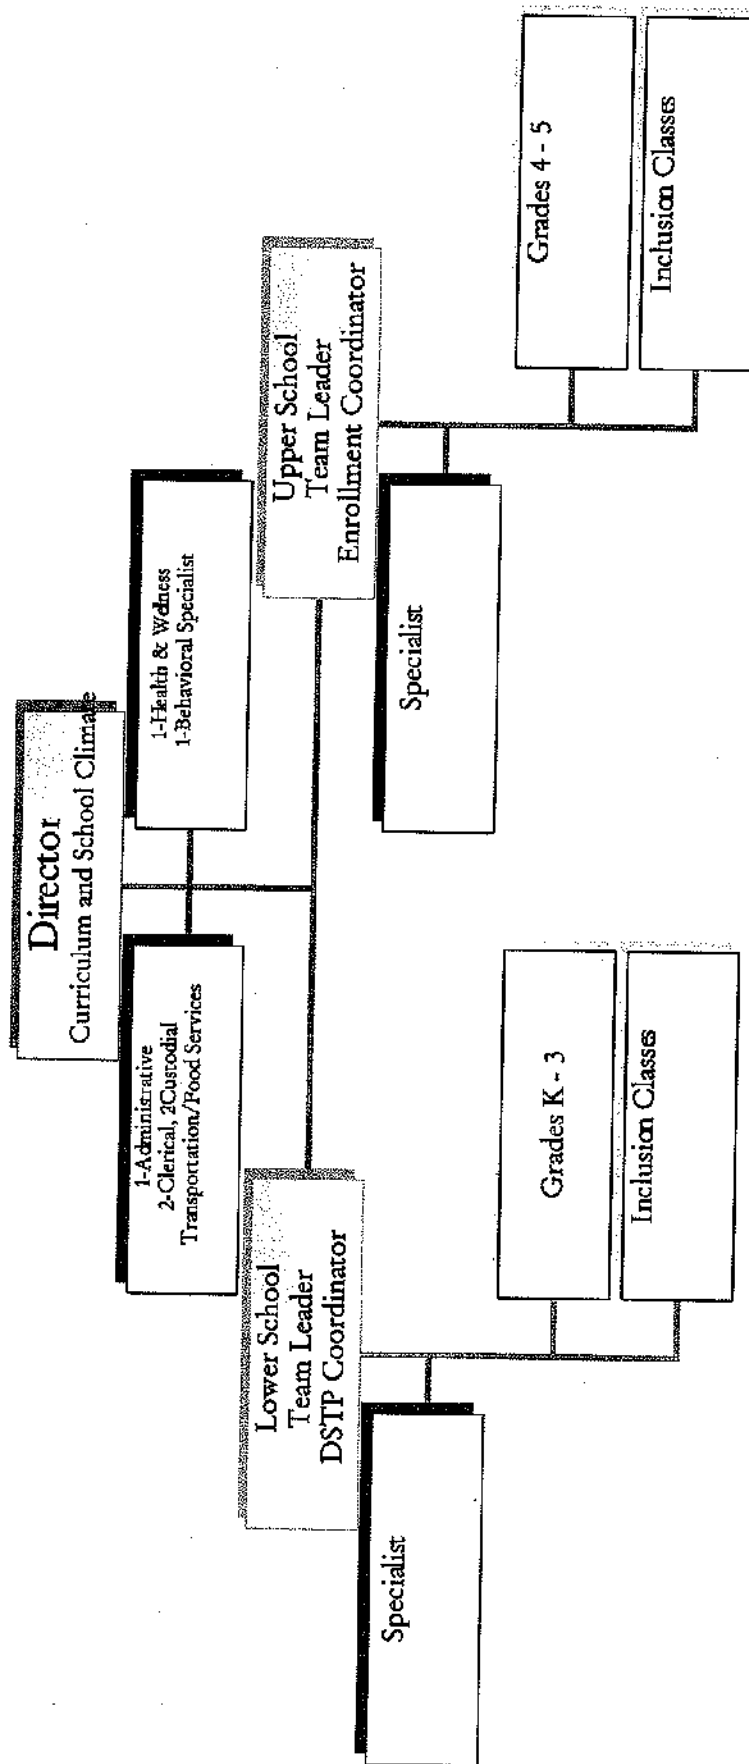 Director
Curriculum and School Climate
1-Administrative
2-Clerical, 2Custodial
Transportation/Food Services
1-Health & Welness
1-Behavioral Specialist
Lower School
Team Leader
DSTP Coordinator
Upper School
Team Leader
Enrollment Coordinator
Specialist
Grades K - 3
Inclusion Classes
Specialist
Grades 4 - 5
Inclusion Classes